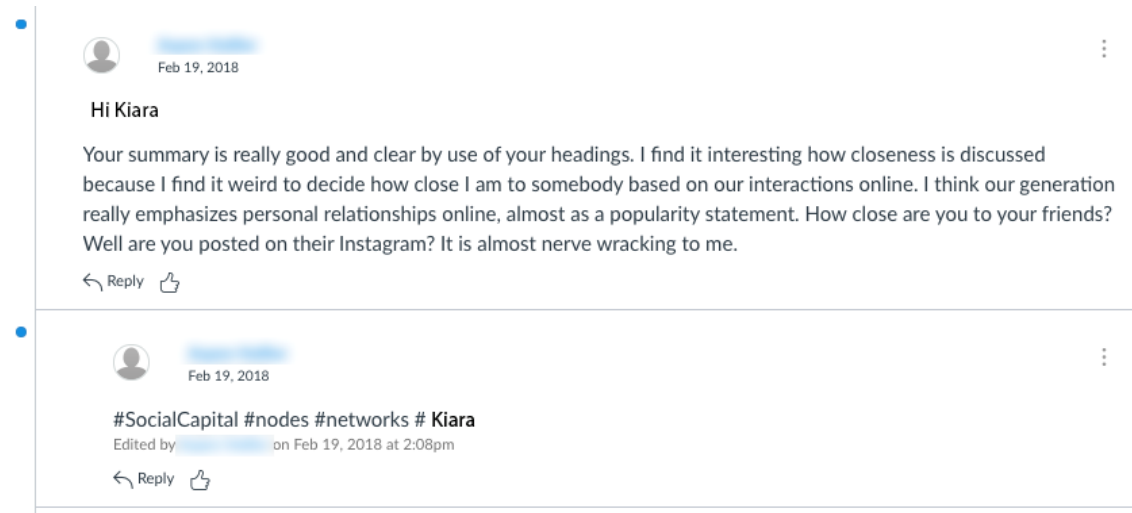 Feb 19, 2018
Hi Kiara
Your summary is really good and clear by use of your headings. I find it interesting how closeness is discussed
because I find it weird to decide how close I am to somebody based on our interactions online. I think our generation
really emphasizes personal relationships online, almost as a popularity statement. How close are you to your friends?
Well are you posted on their Instagram? It is almost nerve wracking to me.
Reply
Feb 19, 2018
#SocialCapital #nodes #networks # Kiara
Edited by on Feb 19, 2018 at 2:08pm
Reply